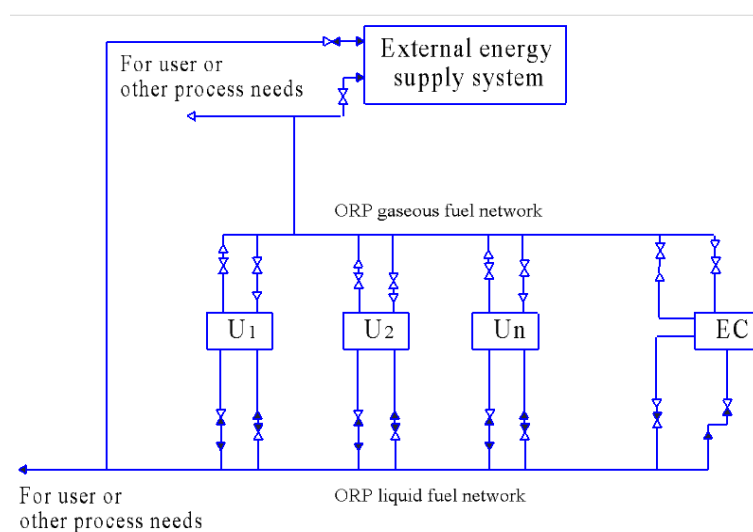 External energy
supply system
For user or
other process needs
ORP gaseous fuel network
U1
U2
Un
EC
For user or
other process needs
ORP liquid fuel network